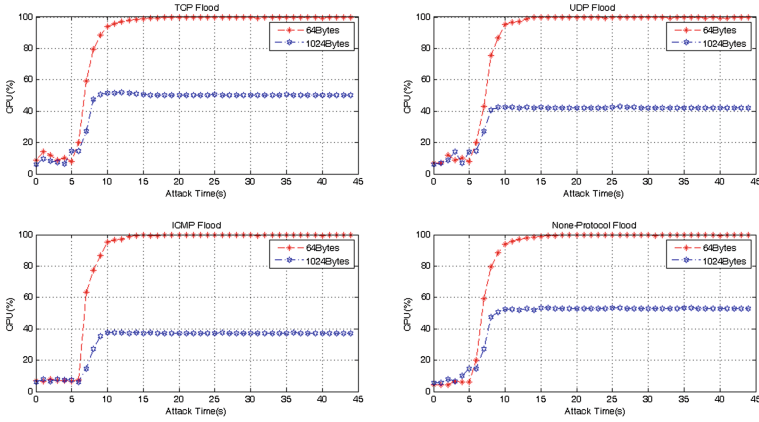 TCP Flood
100
80
60
40
20
0
CPU(%)
64Bytes
1024Bytes
0 5 10 15 20 25 30 35 40 45
Attack Time(s)
UDP Flood
100
80
60
40
20
0
CPU(%)
64Bytes
1024Bytes
0 5 10 15 20 25 30 35 40 45
Attack Time(s)
ICMP Flood
100
80
60
40
20
0
CPU(%)
64Bytes
1024Bytes
0 5 10 15 20 25 30 35 40 45
Attack Time(s)
None-Protocol Flood
100
80
60
40
20
0
CPU(%)
64Bytes
1024Bytes
0 5 10 15 20 25 30 35 40 45
Attack Time(s)